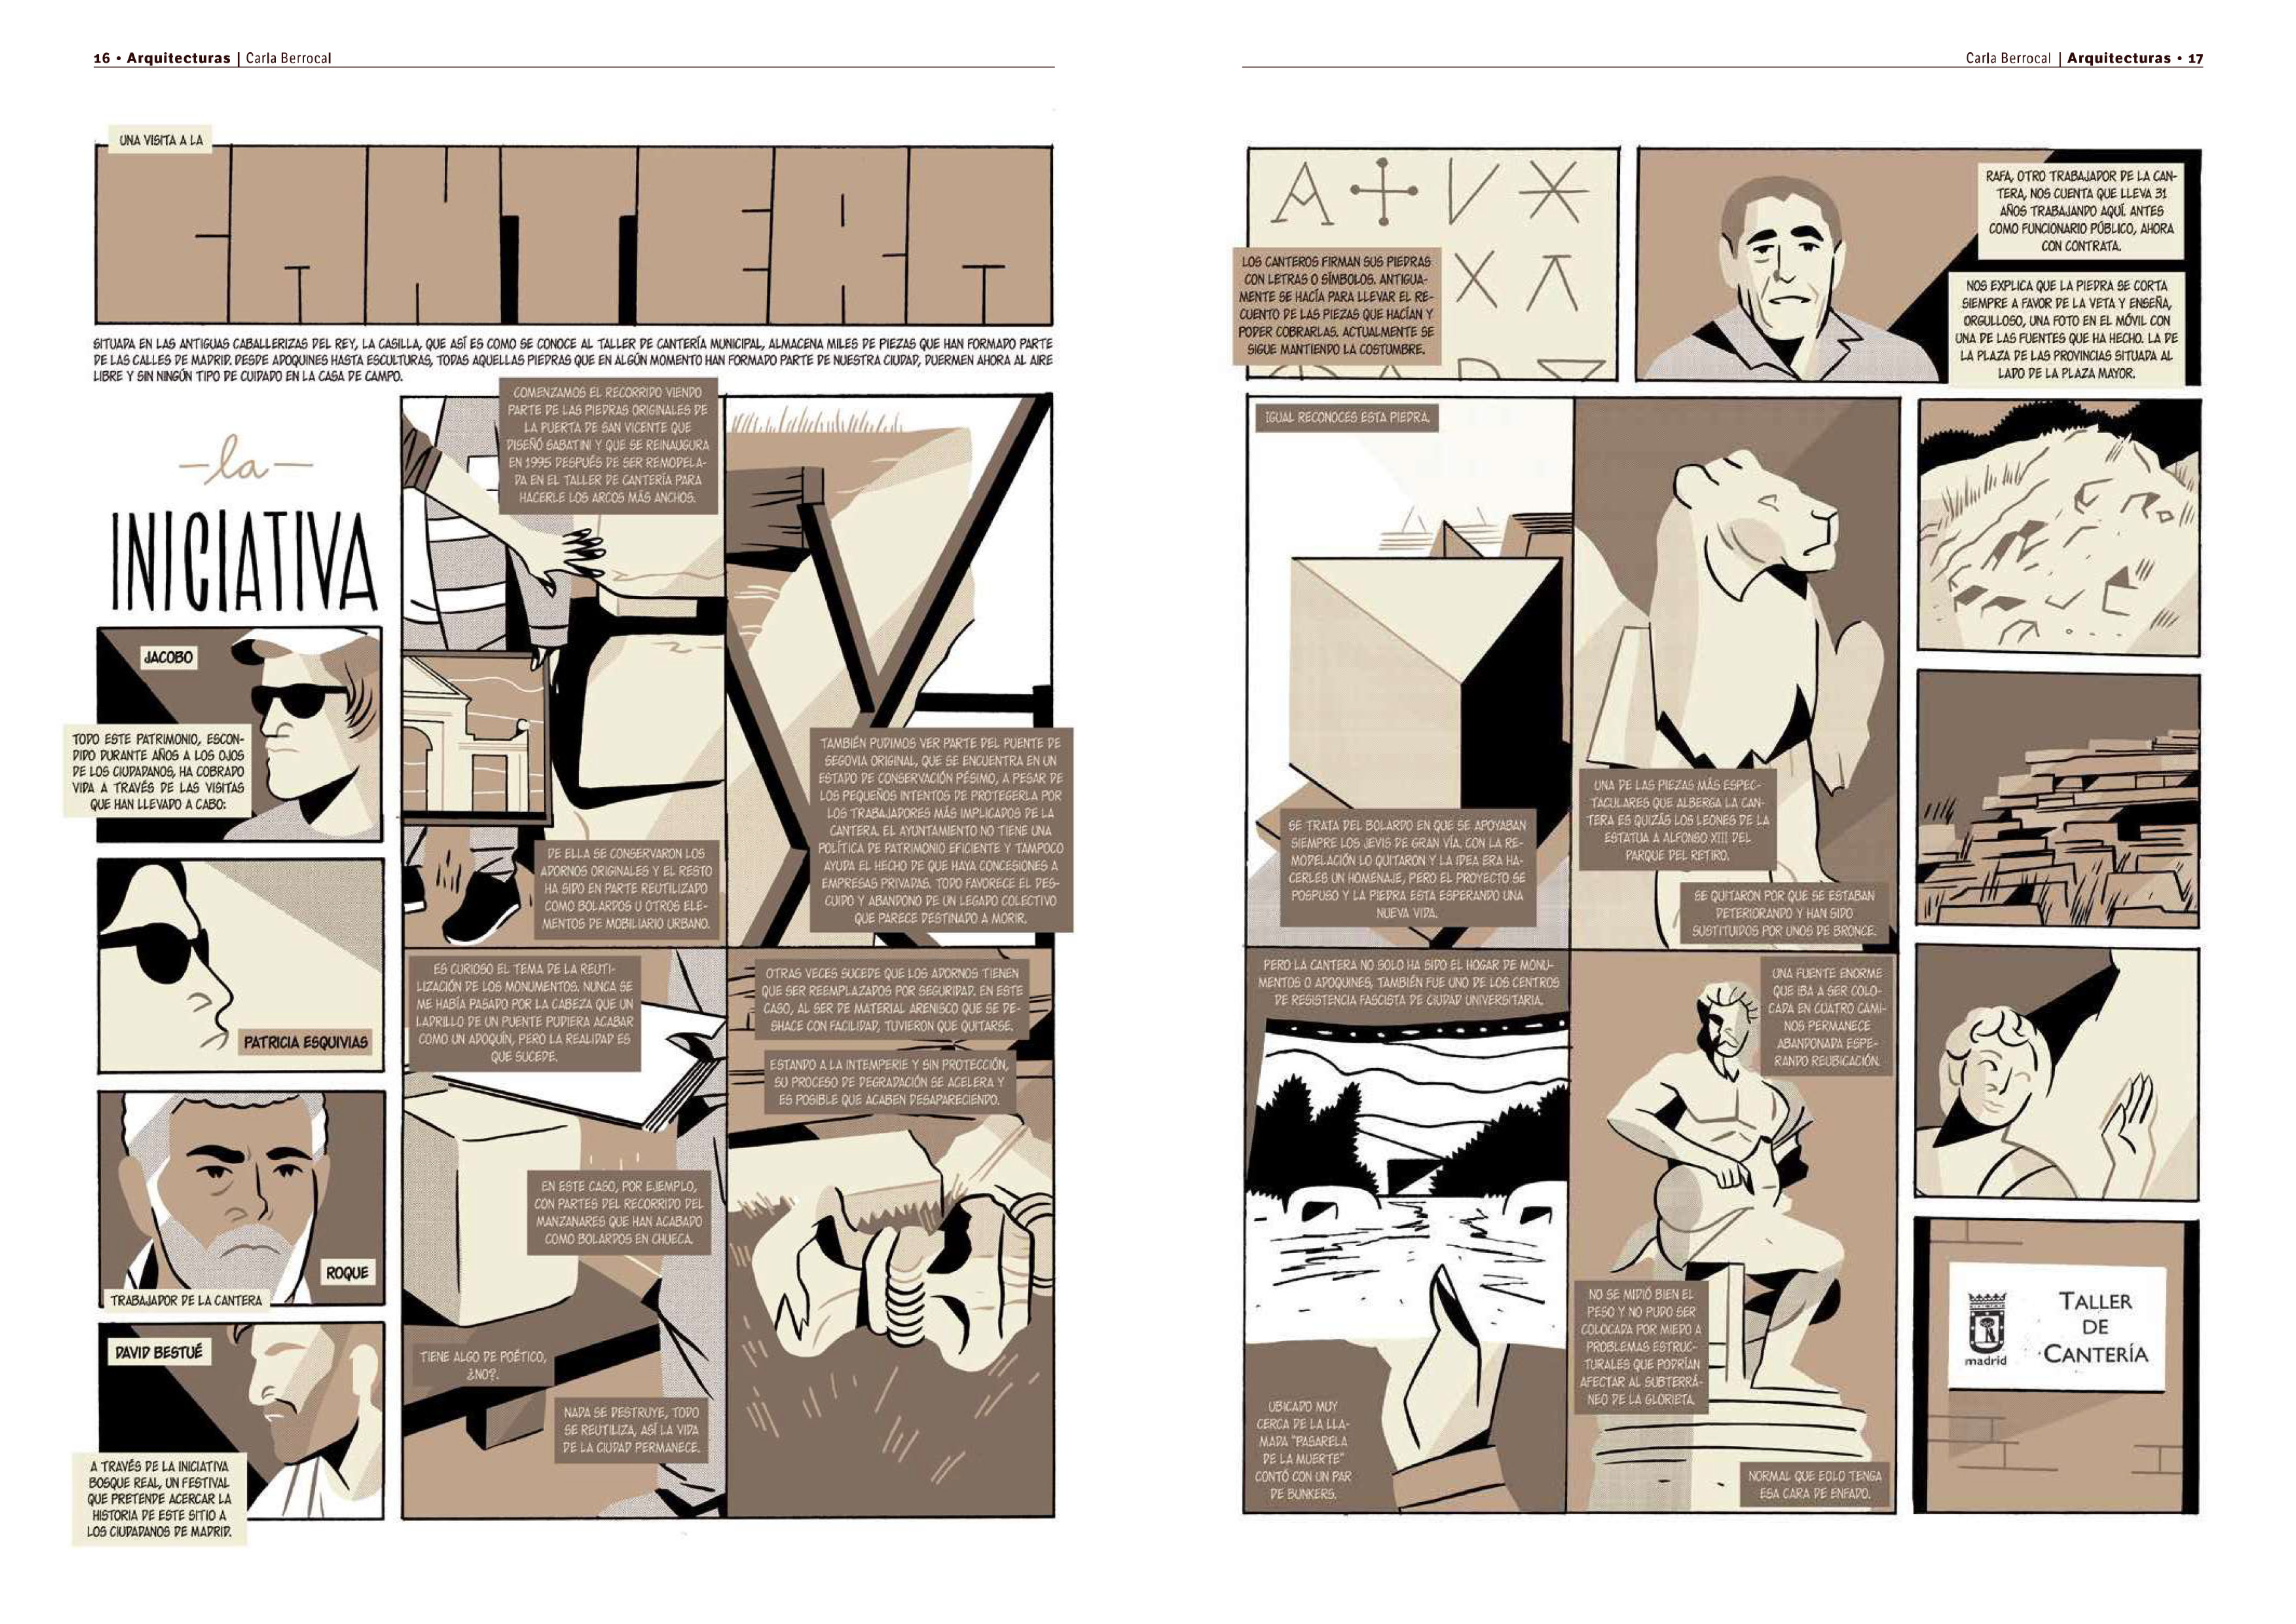 16 • Arquitecturas | Carla Berrocal
UNA VISITA A LA
CANTERA
SITUADA EN LAS ANTIGUAS CABALLERIZAS DEL REY, LA CASILLA, QUE ASÍ ES COMO SE CONOCE AL TALLER DE CANTERÍA MUNICIPAL, ALMACENA MILES DE PIEZAS QUE HAN FORMADO PARTE
DE LAS CALLES DE MADRID. DESDE ADOQUINES HASTA ESCULTURAS, TODAS AQUELLAS PIEDRAS QUE EN ALGÚN MOMENTO HAN FORMADO PARTE DE NUESTRA CIUDAD, DUERMEN AHORA AL AIRE
LIBRE Y SIN NINGÚN TIPO DE CUIDADO EN LA CASA DE CAMPO.
-la-
INICIATIVA
JACOBO
TODO ESTE PATRIMONIO, ESCON-
DIDO DURANTE AÑOS A LOS OJOS
DE LOS CIUDADANOS, HA COBRADO
VIDA A TRAVÉS DE LAS VISITAS
QUE HAN LLEVADO A CABO:
PATRICIA ESQUIVIAS
ROQUE
TRABAJADOR DE LA CANTERA
DAVID BESTUÉ
A TRAVÉS DE LA INICIATIVA
BOSQUE REAL, UN FESTIVAL
QUE PRETENDE ACERCAR LA
HISTORIA DE ESTE SITIO A
LOS CIUDADANOS DE MADRID.
COMENZAMOS EL RECORRIDO VIENDO
PARTE DE LAS PIEDRAS ORIGINALES DE
LA PUERTA DE SAN VICENTE QUE
DISEÑÓ SABATINI Y QUE SE REINAUGURA
EN 1995 DESPUÉS DE SER REMODELA-
DA EN EL TALLER DE CANTERÍA PARA
HACERLE LOS ARCOS MÁS ANCHOS.
DE ELLA SE CONSERVARON LOS
ADORNOS ORIGINALES Y EL RESTO
HA SIDO EN PARTE REUTILIZADO
COMO BOLARDOS U OTROS ELE-
MENTOS DE MOBILIARIO URBANO.
TAMBIÉN PUDIMOS VER PARTE DEL PUENTE DE
SEGOVIA ORIGINAL, QUE SE ENCUENTRA EN UN
ESTADO DE CONSERVACIÓN PÉSIMO, A PESAR DE
LOS PEQUEÑOS INTENTOS DE PROTEGERLA POR
LOS TRABAJADORES MÁS IMPLICADOS DE LA
CANTERA. EL AYUNTAMIENTO NO TIENE UNA
POLÍTICA DE PATRIMONIO EFICIENTE Y TAMPOCO
AYUDA EL HECHO DE QUE HAYA CONCESIONES A
EMPRESAS PRIVADAS. TODO FAVORECE EL DES-
CUIDO Y ABANDONO DE UN LEGADO COLECTIVO
QUE PARECE DESTINADO A MORIR.
ES CURIOSO EL TEMA DE LA REUTI-
LIZACIÓN DE LOS MONUMENTOS. NUNCA SE
ME HABÍA PASADO POR LA CABEZA QUE UN
LADRILLO DE UN PUENTE PUDIERA ACABAR
COMO UN ADOQUÍN, PERO LA REALIDAD ES
QUE SUCEDE.
EN ESTE CASO, POR EJEMPLO,
CON PARTES DEL RECORRIDO DEL
MANZANARES QUE HAN ACABADO
COMO BOLARDOS EN CHUECA.
TIENE ALGO DE POÉTICO,
¿NO?.
NADA SE DESTRUYE, TODO
SE REUTILIZA, ASÍ LA VIDA
DE LA CIUDAD PERMANECE.
OTRAS VECES SUCEDE QUE LOS ADORNOS TIENEN
QUE SER REEMPLAZADOS POR SEGURIDAD. EN ESTE
CASO, AL SER DE MATERIAL ARENISCO QUE SE DE-
SHACE CON FACILIDAD, TUVIERON QUE QUITARSE.
ESTANDO A LA INTEMPERIE Y SIN PROTECCIÓN,
SU PROCESO DE DEGRADACIÓN SE ACELERA Y
ES POSIBLE QUE ACABEN DESAPARECIENDO.
Carla Berrocal | Arquitecturas • 17
LOS CANTEROS FIRMAN SUS PIEDRAS
CON LETRAS O SÍMBOLOS. ANTIGUA-
MENTE SE HACÍA PARA LLEVAR EL RE-
CUENTO DE LAS PIEZAS QUE HACÍAN Y
PODER COBRARLAS. ACTUALMENTE SE
SIGUE MANTIENDO LA COSTUMBRE.
RAFA, OTRO TRABAJADOR DE LA CAN-
TERA, NOS CUENTA QUE LLEVA 31
AÑOS TRABAJANDO AQUÍ. ANTES
COMO FUNCIONARIO PÚBLICO, AHORA
CON CONTRATA.
NOS EXPLICA QUE LA PIEDRA SE CORTA
SIEMPRE A FAVOR DE LA VETA Y ENSEÑA,
ORGULLOSO, UNA FOTO EN EL MÓVIL CON
UNA DE LAS FUENTES QUE HA HECHO. LA DE
LA PLAZA DE LAS PROVINCIAS SITUADA AL
LADO DE LA PLAZA MAYOR.
IGUAL RECONOCES ESTA PIEDRA.
SE TRATA DEL BOLARDO EN QUE SE APOYABAN
SIEMPRE LOS JEVIS DE GRAN VÍA. CON LA RE-
MODELACIÓN LO QUITARON Y LA IDEA ERA HA-
CERLES UN HOMENAJE, PERO EL PROYECTO SE
POSPUSO Y LA PIEDRA ESTA ESPERANDO UNA
NUEVA VIDA.
UNA DE LAS PIEZAS MÁS ESPEC-
TACULARES QUE ALBERGA LA CAN-
TERA ES QUIZÁS LOS LEONES DE LA
ESTATUA A ALFONSO XIII DEL
PARQUE DEL RETIRO.
SE QUITARON POR QUE SE ESTABAN
DETERIORANDO Y HAN SIDO
SUSTITUIDOS POR UNOS DE BRONCE.
PERO LA CANTERA NO SOLO HA SIDO EL HOGAR DE MONU-
MENTOS O ADOQUINES, TAMBIÉN FUE UNO DE LOS CENTROS
DE RESISTENCIA FASCISTA DE CIUDAD UNIVERSITARIA.
UBICADO MUY
CERCA DE LA LLA-
MADA "PASARELA
DE LA MUERTE"
CONTÓ CON UN PAR
DE BUNKERS.
UNA FUENTE ENORME
QUE IBA A SER COLO-
CADA EN CUATRO CAMI-
NOS PERMANECE
ABANDONADA ESPE-
RANDO REUBICACIÓN.
NO SE MIDIÓ BIEN EL
PESO Y NO PUDO SER
COLOCADA POR MIEDO A
PROBLEMAS ESTRUC-
TURALES QUE PODRÍAN
AFECTAR AL SUBTERRÁ-
NEO DE LA GLORIETA.
NORMAL QUE EOLO TENGA
ESA CARA DE ENFADO.
madrid
TALLER
DE
CANTERÍA